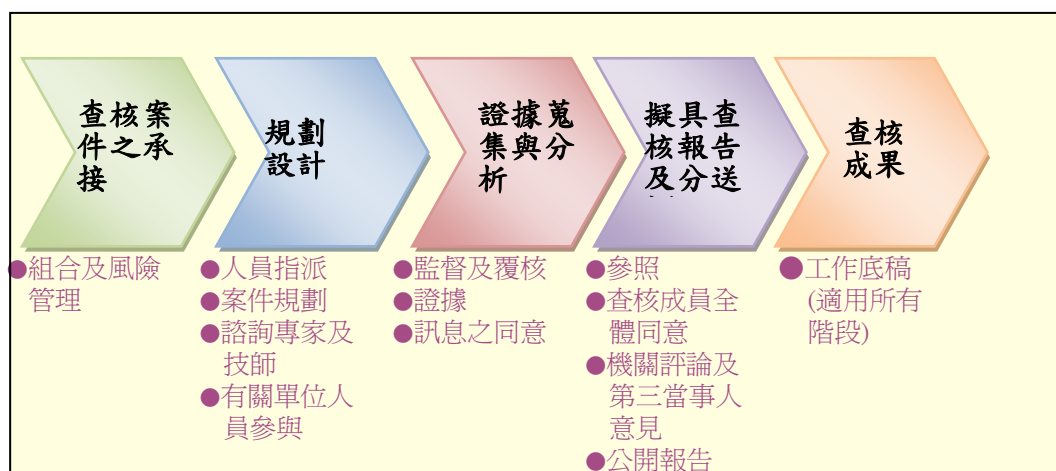 查核案
件之承
接
規劃
設計
證據蒐
集與分
析
擬具查
核報告
及分送
查核
成果
●組合及風險
管理
●人員指派
●案件規劃
●諮詢專家及
技師
●有關單位人
員參與
●監督及覆核
●證據
●訊息之同意
●參照
●查核成員全
體同意
●機關評論及
第三當事人
意見
●公開報告
●工作底稿
(適用所有
階段)